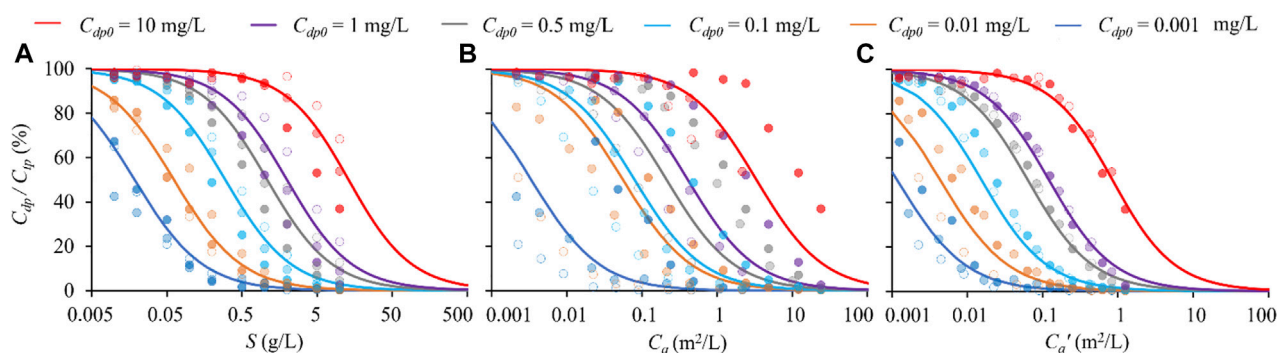 C_dp0 = 10 mg/L C_dp0 = 1 mg/L C_dp0 = 0.5 mg/L C_dp0 = 0.1 mg/L C_dp0 = 0.01 mg/L C_dp0 = 0.001 mg/L
A B C
C_dp / C_tp (%)
100
80
60
40
20
0
0.005 0.05 0.5 5 50 500
S (g/L)
0.001 0.01 0.1 1 10 100
C_a (m²/L)
0.001 0.01 0.1 1 10 100
C_a′ (m²/L)